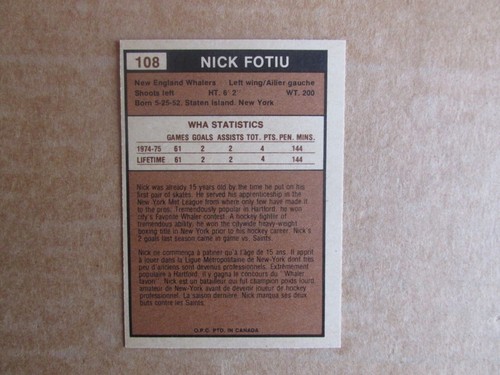 108 NICK FOTIU
New England Whalers Left wing/Ailier gauche
Shoots left HT. 6' 2" WT. 200
Born 5-25-52, Staten Island, New York
WHA STATISTICS
GAMES GOALS ASSISTS TOT. PTS. PEN. MINS.
1974-75 61 2 2 4 144
LIFETIME 61 2 2 4 144
Nick was already 15 years old by the time he put on his
first pair of skates. He served his apprenticeship in the
New York Met League from where only few have made it
to the pros. Tremendously popular in Hartford, he won
city's Favorite Whaler contest. A hockey fighter of
tremendous ability, he won the citywide heavy-weight
boxing title in New York prior to his hockey career. Nick's
2 goals last season came in game vs. Saints.
Nick ne commença à patiner qu'à l'âge de 15 ans. Il apprit
à jouer dans la Ligue Métropolitaine de New-York dont très
peu d'anciens sont devenus professionnels. Extrêmement
populaire à Hartford, il y gagna le concours du "Whaler
favori". Nick est un batailleur qui fut champion poids lourds
amateur de New-York avant de devenir joueur de hockey
professionnel. La saison dernière, Nick marqua ses deux
buts contre les Saints.
O.P.C. PTD. IN CANADA